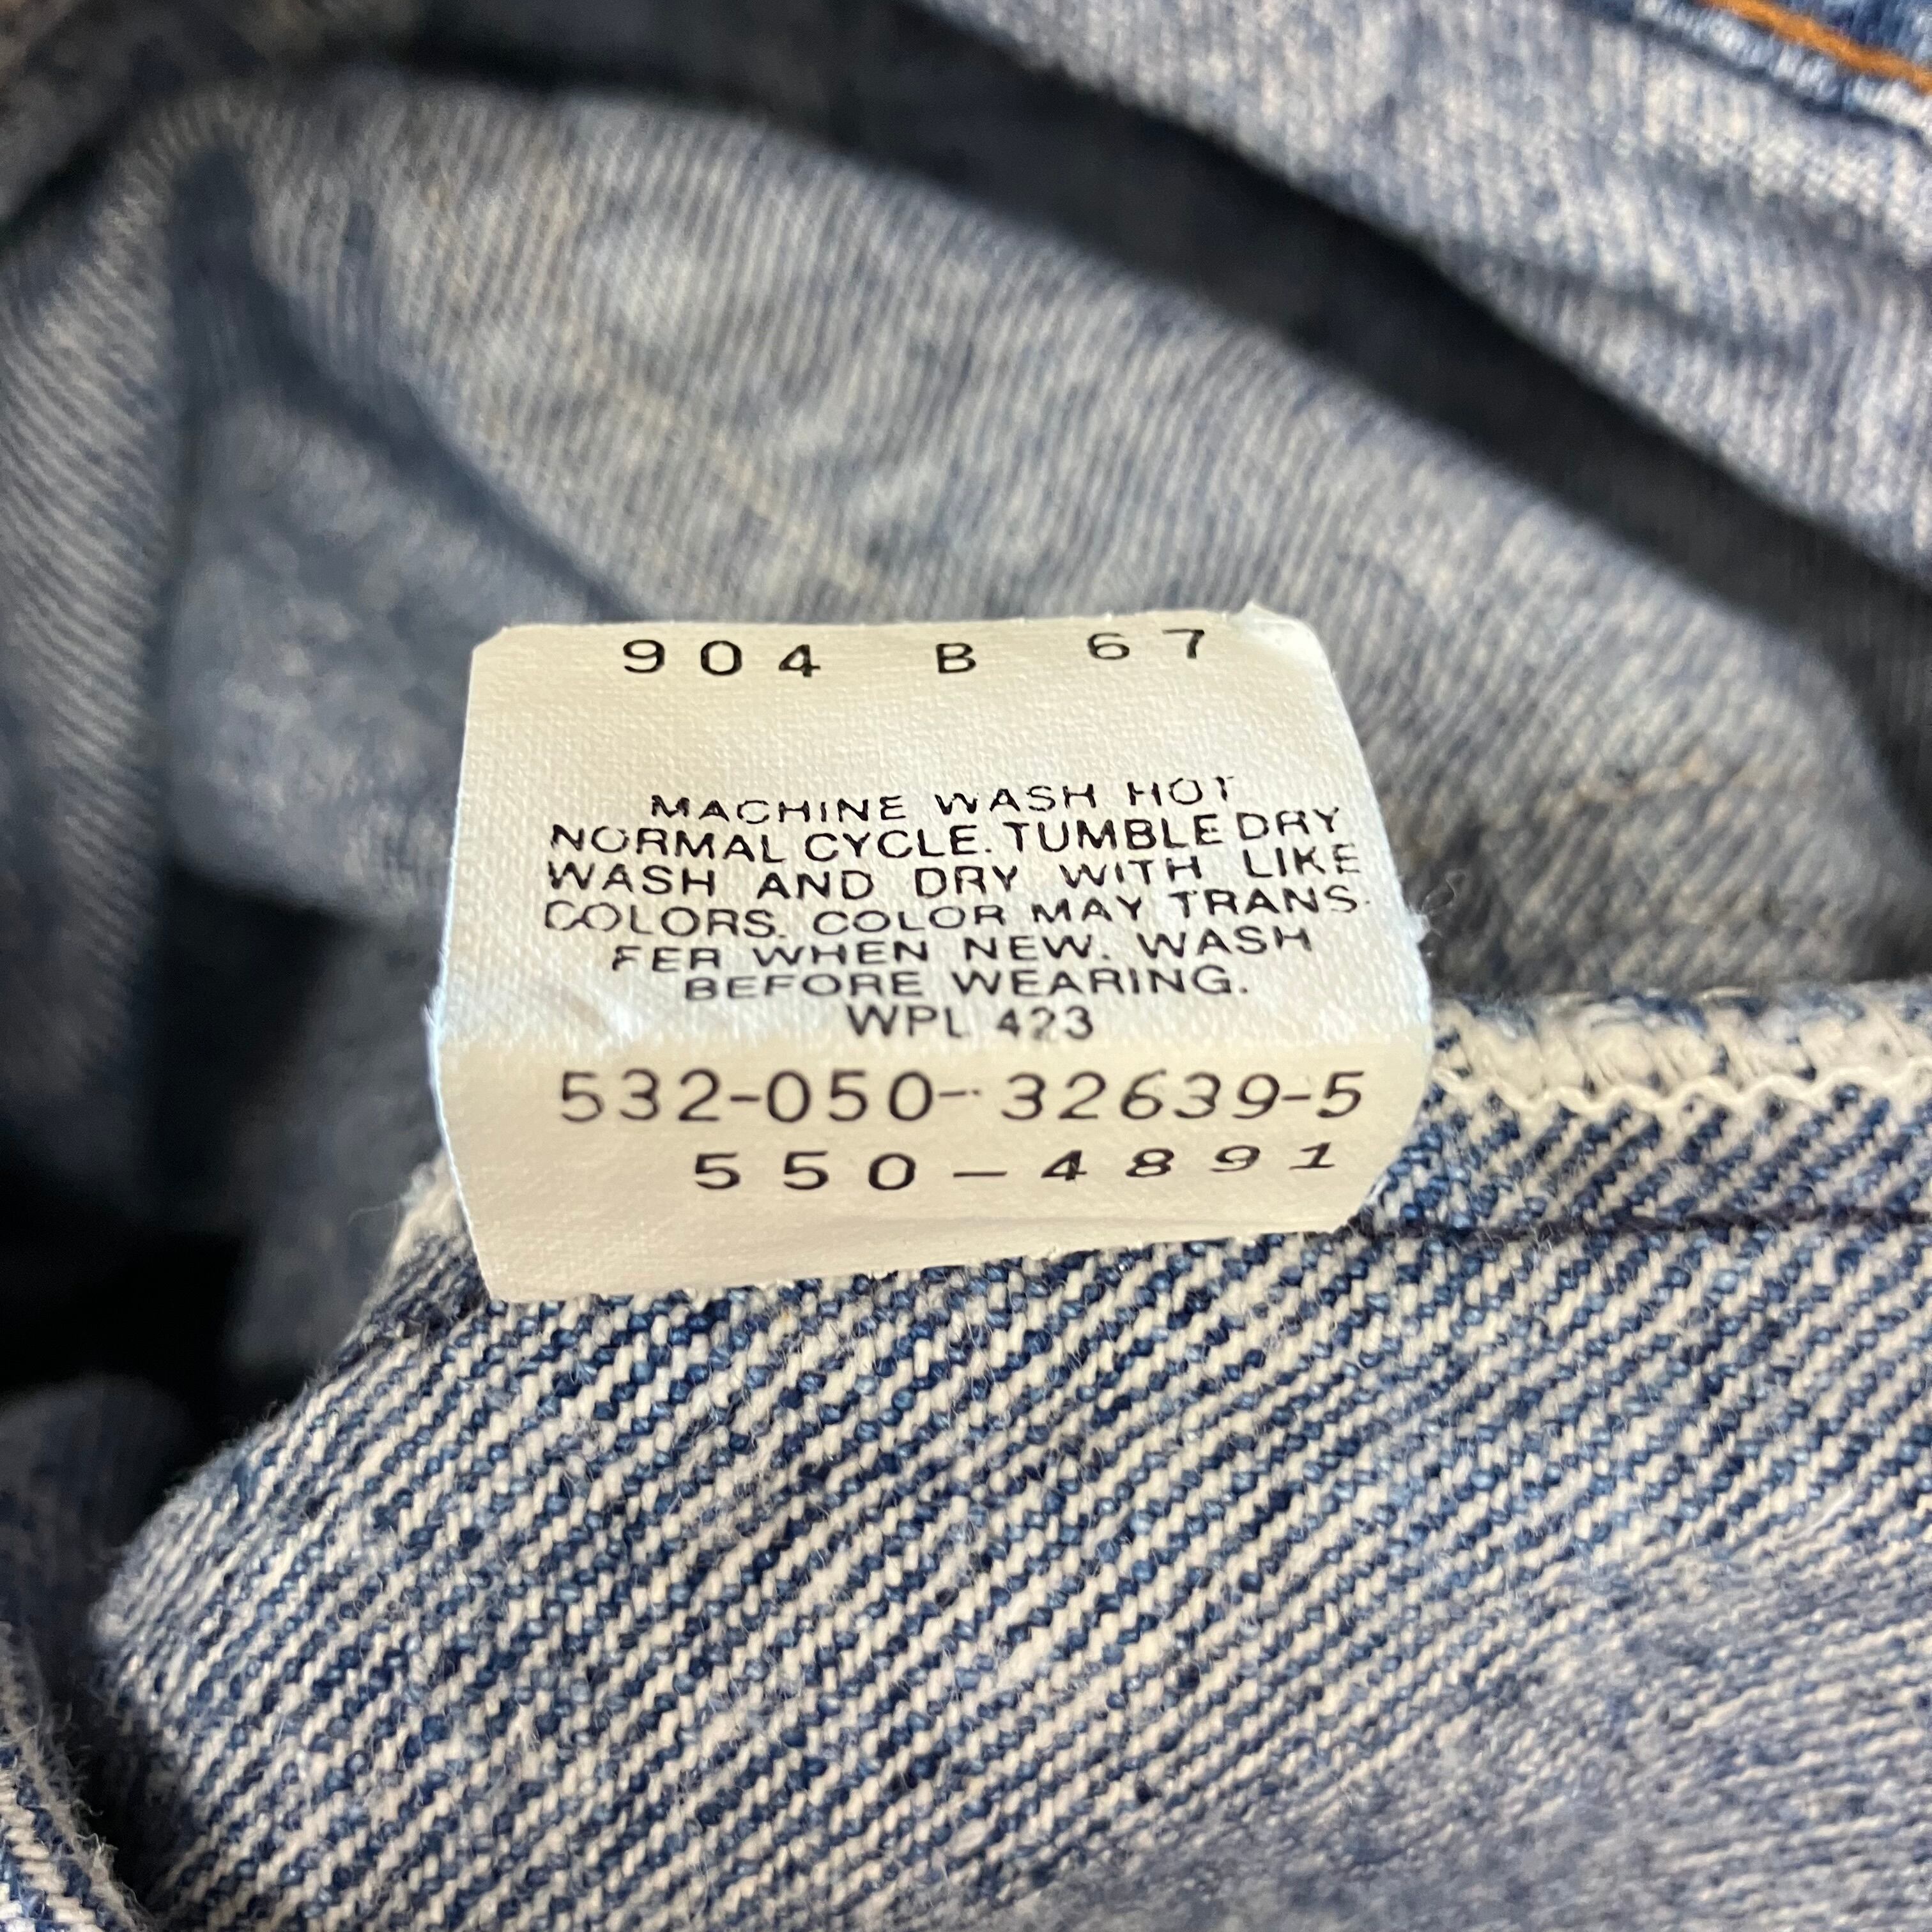 904 B 67
MACHINE WASH HOT
NORMAL CYCLE. TUMBLE DRY
WASH AND DRY WITH LIKE
COLORS. COLOR MAY TRANS-
FER WHEN NEW. WASH
BEFORE WEARING.
WPL 423
532-050-32639-5
550-4891